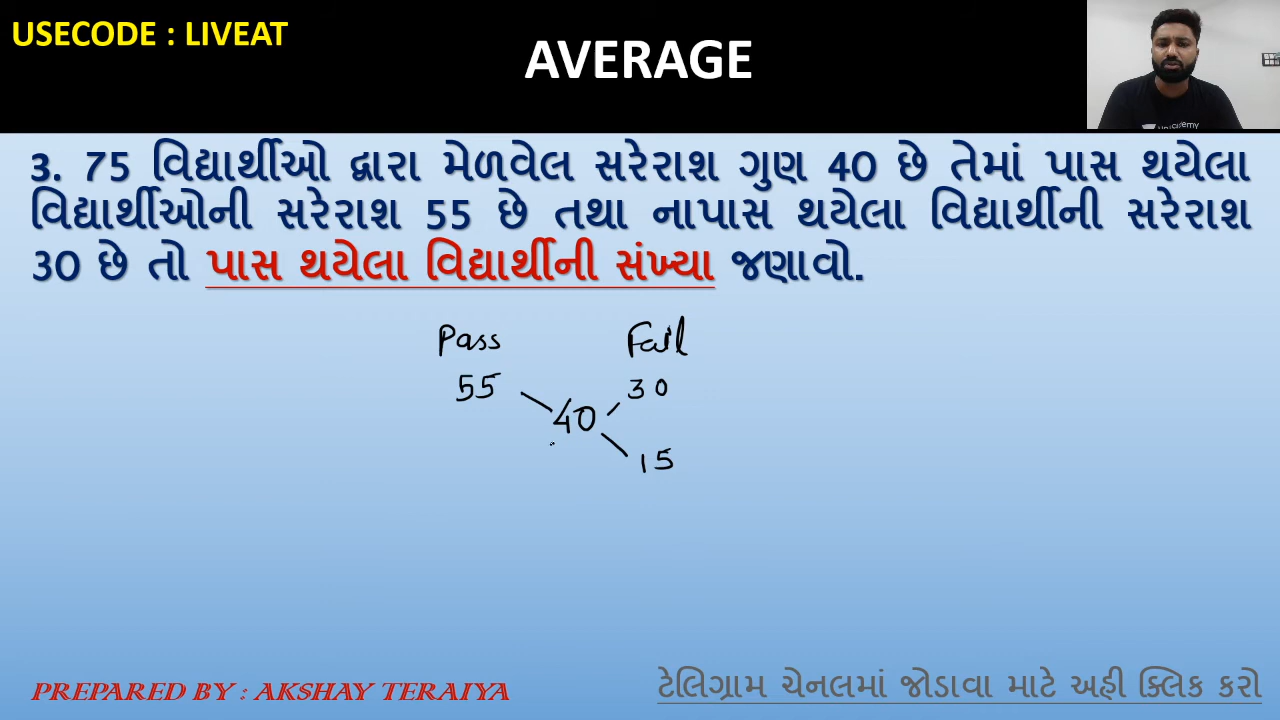 USECODE : LIVEAT
AVERAGE
3. 75 વિદ્યાર્થીઓ દ્વારા મેળવેલ સરેરાશ ગુણ 40 છે તેમાં પાસ થયેલા
વિદ્યાર્થીઓની સરેરાશ 55 છે તથા નાપાસ થયેલા વિદ્યાર્થીની સરેરાશ
30 છે તો પાસ થયેલા વિદ્યાર્થીની સંખ્યા જણાવો.
Pass Fail
55 30
40
15
PREPARED BY : AKSHAY TERAIYA
ટેલિગ્રામ ચેનલમાં જોડાવા માટે અહી ક્લિક કરો